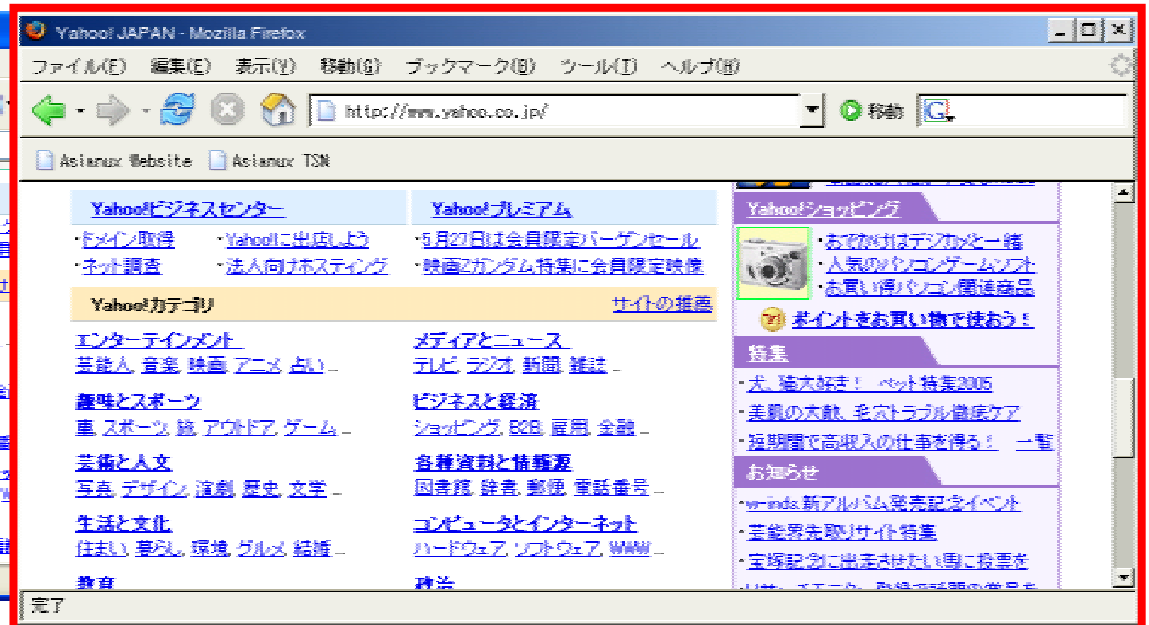 Yahoo! JAPAN - Mozilla Firefox
ファイル(F) 編集(E) 表示(V) 移動(G) ブックマーク(B) ツール(T) ヘルプ(H)
http://www.yahoo.co.jp/ 移動 G
Asianux Website Asianux TSN
Yahoo!ビジネスセンター
・ドメイン取得 ・Yahoo!に出店しよう
・ネット調査 ・法人向けホスティング
Yahoo!プレミアム
・5月27日は会員限定バーゲンセール
・映画Zガンダム特集に会員限定映像
Yahoo!カテゴリ サイトの推薦
エンターテインメント
芸能人, 音楽, 映画, アニメ, 占い...
趣味とスポーツ
車, スポーツ, 旅, アウトドア, ゲーム...
芸術と人文
写真, デザイン, 演劇, 歴史, 文学...
生活と文化
住まい, 暮らし, 環境, グルメ, 結婚...
教育
メディアとニュース
テレビ, ラジオ, 新聞, 雑誌...
ビジネスと経済
ショッピング, B2B, 雇用, 金融...
各種資料と情報源
図書館, 辞書, 郵便, 電話番号...
コンピュータとインターネット
ハードウェア, ソフトウェア, WWW...
政治
Yahoo!ショッピング
・おでかけはデジカメと一緒
・人気のパソコンゲームソフト
・お買い得パソコン関連商品
Y! ポイントをお買い物で使おう!
特集
・犬、猫大好き! ペット特集2005
・美肌の大敵、毛穴トラブル徹底ケア
・短期間で高収入の仕事を得る! 一覧
お知らせ
・w-inds.新アルバム発売記念イベント
・芸能界先取りサイト特集
・宝塚記念に出走させたい馬に投票を
完了